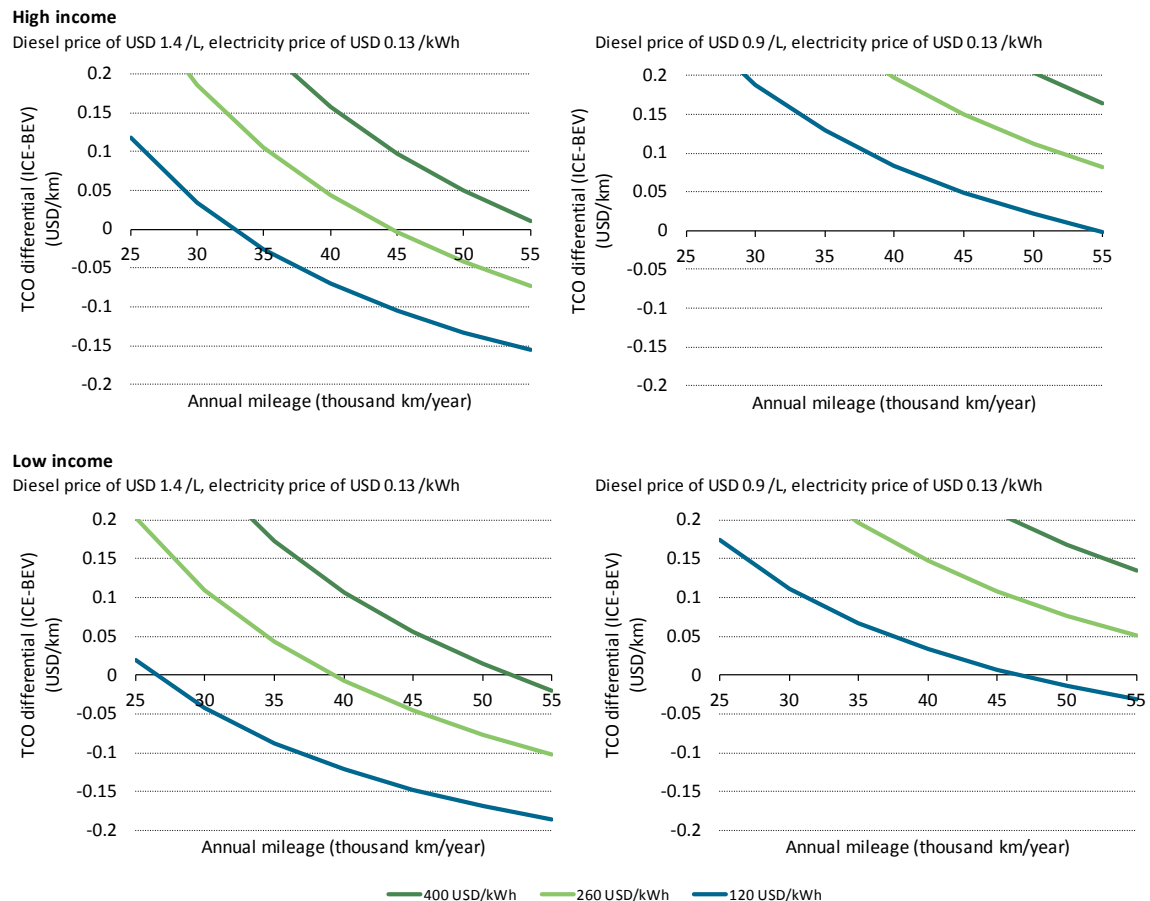 High income
Diesel price of USD 1.4 /L, electricity price of USD 0.13 /kWh
TCO differential (ICE-BEV)
(USD/km)
0.2
0.15
0.1
0.05
0
-0.05
-0.1
-0.15
-0.2
25 30 35 40 45 50 55
Annual mileage (thousand km/year)
Diesel price of USD 0.9 /L, electricity price of USD 0.13 /kWh
TCO differential (ICE-BEV)
(USD/km)
0.2
0.15
0.1
0.05
0
-0.05
-0.1
-0.15
-0.2
25 30 35 40 45 50 55
Annual mileage (thousand km/year)
Low income
Diesel price of USD 1.4 /L, electricity price of USD 0.13 /kWh
TCO differential (ICE-BEV)
(USD/km)
0.2
0.15
0.1
0.05
0
-0.05
-0.1
-0.15
-0.2
25 30 35 40 45 50 55
Annual mileage (thousand km/year)
Diesel price of USD 0.9 /L, electricity price of USD 0.13 /kWh
TCO differential (ICE-BEV)
(USD/km)
0.2
0.15
0.1
0.05
0
-0.05
-0.1
-0.15
-0.2
25 30 35 40 45 50 55
Annual mileage (thousand km/year)
400 USD/kWh 260 USD/kWh 120 USD/kWh